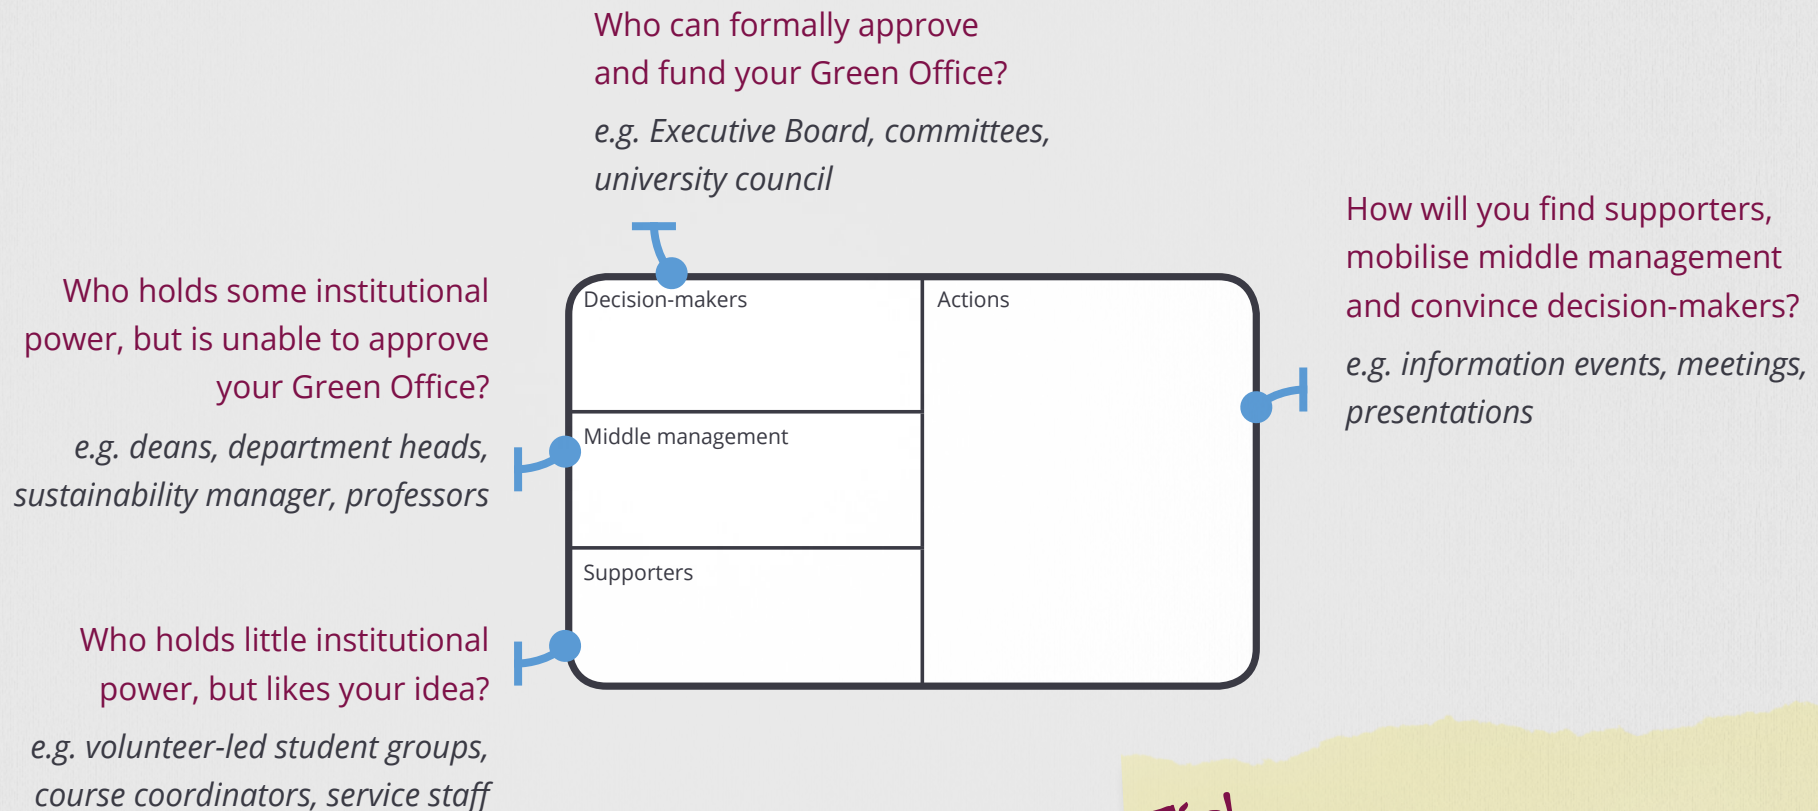 Who can formally approve
and fund your Green Office?
e.g. Executive Board, committees,
university council
Who holds some institutional
power, but is unable to approve
your Green Office?
e.g. deans, department heads,
sustainability manager, professors
Who holds little institutional
power, but likes your idea?
e.g. volunteer-led student groups,
course coordinators, service staff
Decision-makers
Middle management
Supporters
Actions
How will you find supporters,
mobilise middle management
and convince decision-makers?
e.g. information events, meetings,
presentations
Tip!